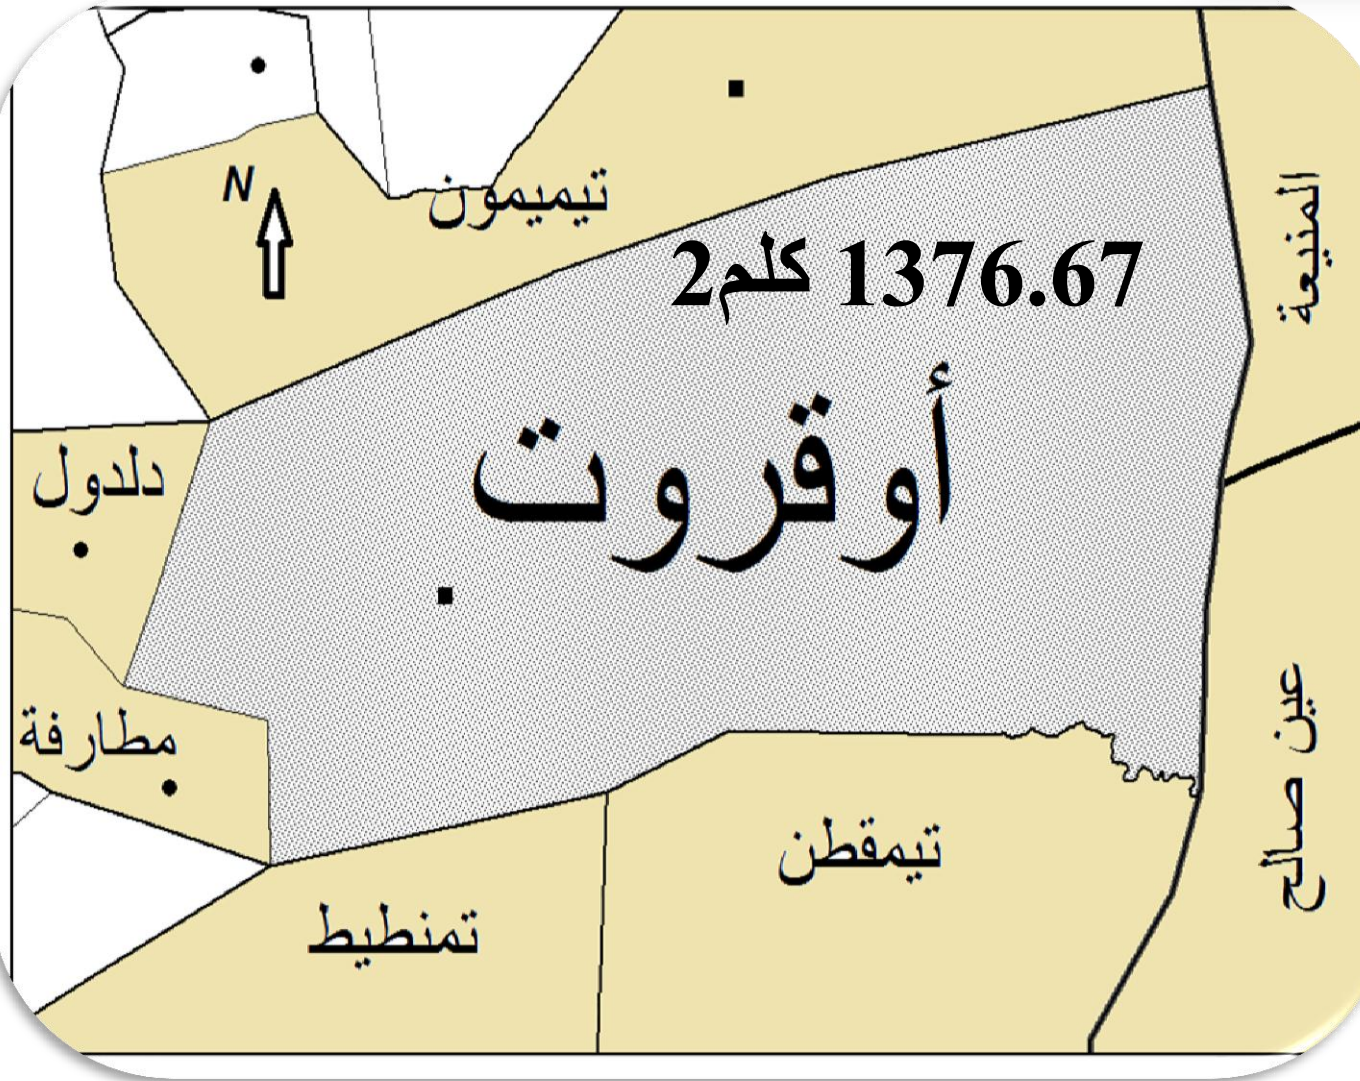 N
تيميمون
المنيعة
1376.67 كلم2
أوقروت
دلدول
مطارفة
عين صالح
تيمقطن
تمنطيط